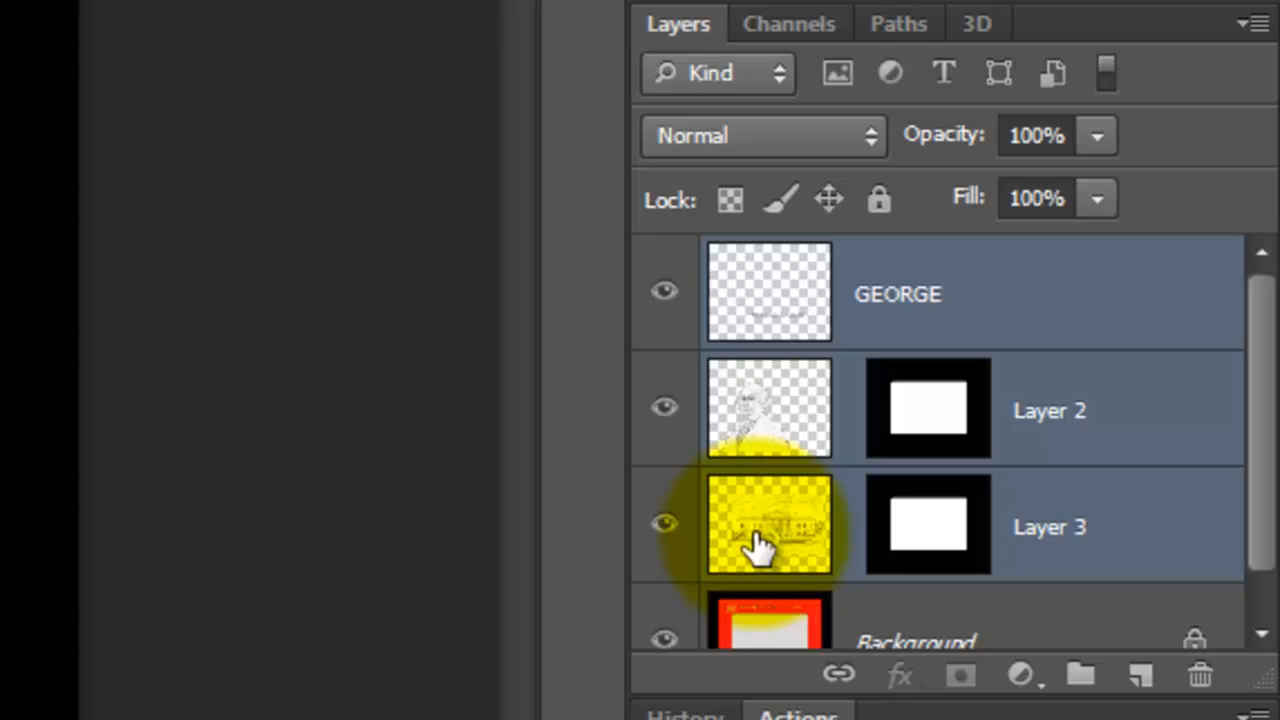 Layers Channels Paths 3D
Kind T
Normal Opacity: 100%
Lock: Fill: 100%
GEORGE
Layer 2
Layer 3
Background
fx
History Actions